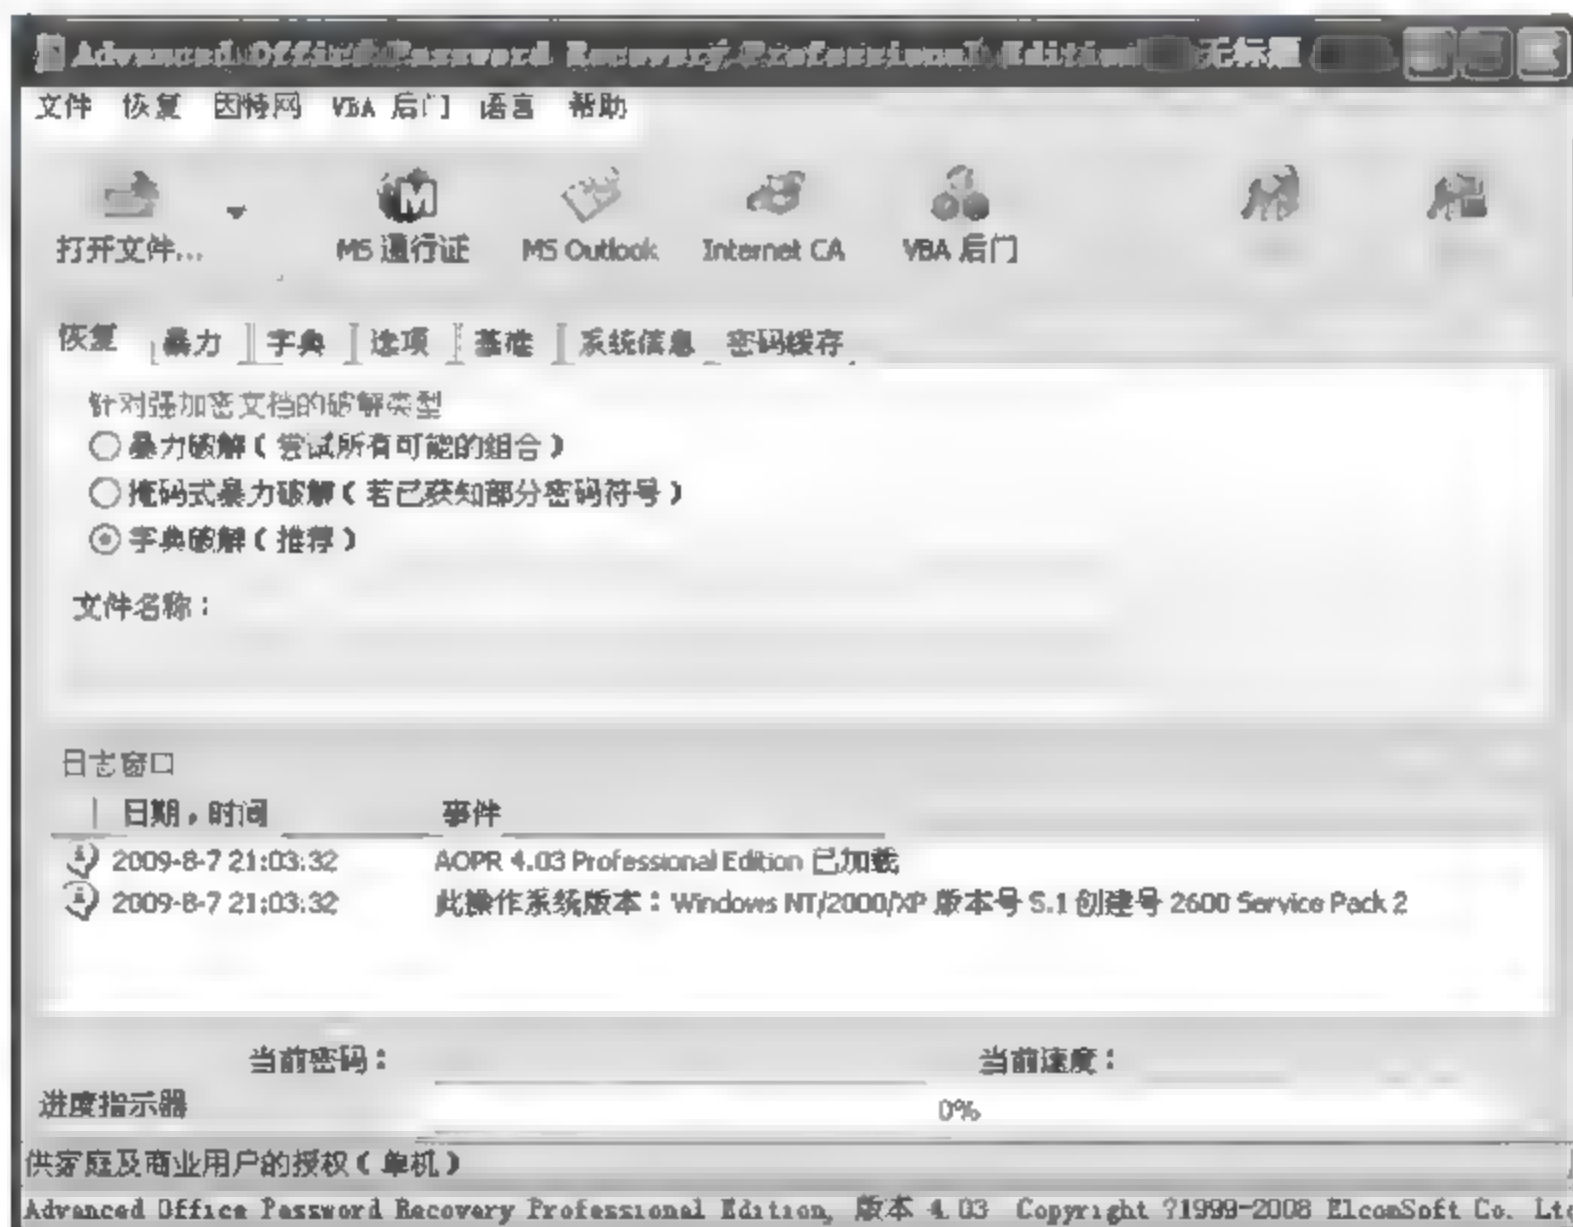 Advanced Office Password Recovery Professional Edition 无标题
文件 恢复 因特网 VBA 后门 语言 帮助
打开文件... MS 通行证 MS Outlook Internet CA VBA 后门
恢复 暴力 字典 选项 基准 系统信息 密码缓存
针对强加密文档的破解类型
暴力破解（尝试所有可能的组合）
掩码式暴力破解（若已获知部分密码符号）
字典破解（推荐）
文件名称：
日志窗口
日期，时间 事件
2009-8-7 21:03:32 AOPR 4.03 Professional Edition 已加载
2009-8-7 21:03:32 此操作系统版本：Windows NT/2000/XP 版本号 5.1 创建号 2600 Service Pack 2
当前密码： 当前速度：
进度指示器 0%
供家庭及商业用户的授权（单机）
Advanced Office Password Recovery Professional Edition, 版本 4.03 Copyright ?1999-2008 ElcomSoft Co. Ltd